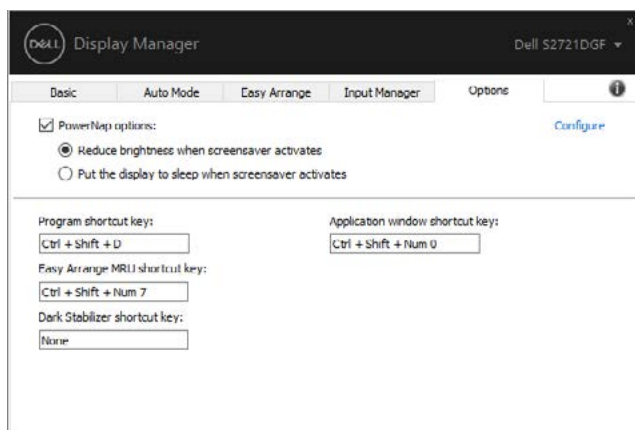 x
DELL Display Manager Dell S2721DGF
Basic Auto Mode Easy Arrange Input Manager Options
PowerNap options: Configure
Reduce brightness when screensaver activates
Put the display to sleep when screensaver activates
Program shortcut key: Application window shortcut key:
Ctrl + Shift + D Ctrl + Shift + Num 0
Easy Arrange MRU shortcut key:
Ctrl + Shift + Num 7
Dark Stabilizer shortcut key:
None